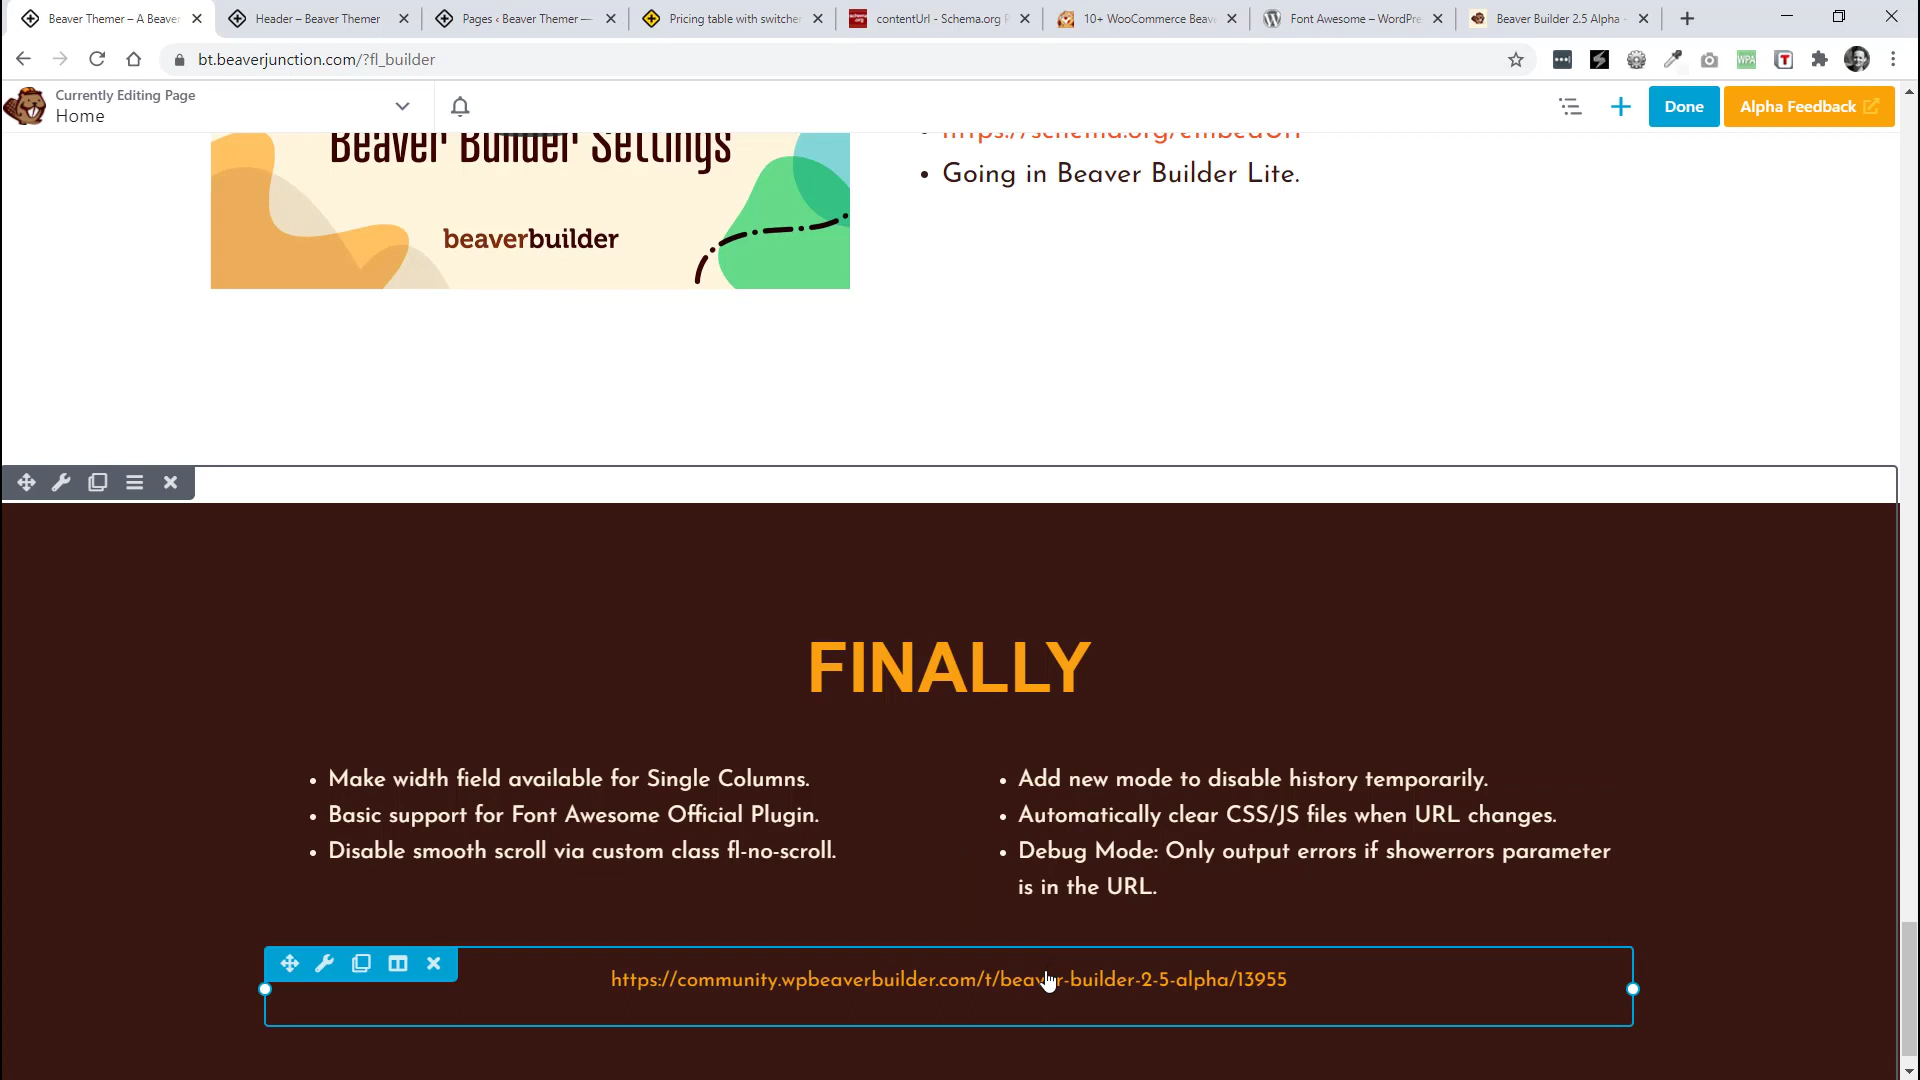 Beaver Themer – A Beaver
Header – Beaver Themer
Pages ‹ Beaver Themer —
Pricing table with switcher
contentUrl - Schema.org P
10+ WooCommerce Beav
Font Awesome – WordPre
Beaver Builder 2.5 Alpha -
bt.beaverjunction.com/?fl_builder
WPA
T
Currently Editing Page
Home
Done
Alpha Feedback
Beaver Builder Settings
beaverbuilder
• https://schema.org/embedUrl
• Going in Beaver Builder Lite.
FINALLY
• Make width field available for Single Columns.
• Basic support for Font Awesome Official Plugin.
• Disable smooth scroll via custom class fl-no-scroll.
• Add new mode to disable history temporarily.
• Automatically clear CSS/JS files when URL changes.
• Debug Mode: Only output errors if showerrors parameter
is in the URL.
https://community.wpbeaverbuilder.com/t/beaver-builder-2-5-alpha/13955